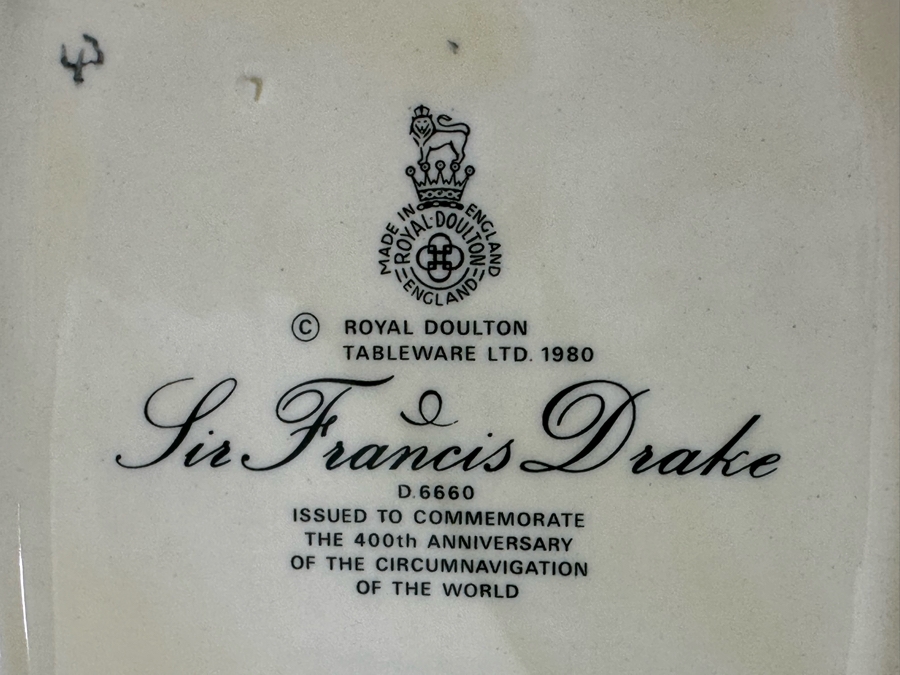 MADE IN ENGLAND
ROYAL·DOULTON
ENGLAND
© ROYAL DOULTON
TABLEWARE LTD. 1980
Sir Francis Drake
D.6660
ISSUED TO COMMEMORATE
THE 400th ANNIVERSARY
OF THE CIRCUMNAVIGATION
OF THE WORLD